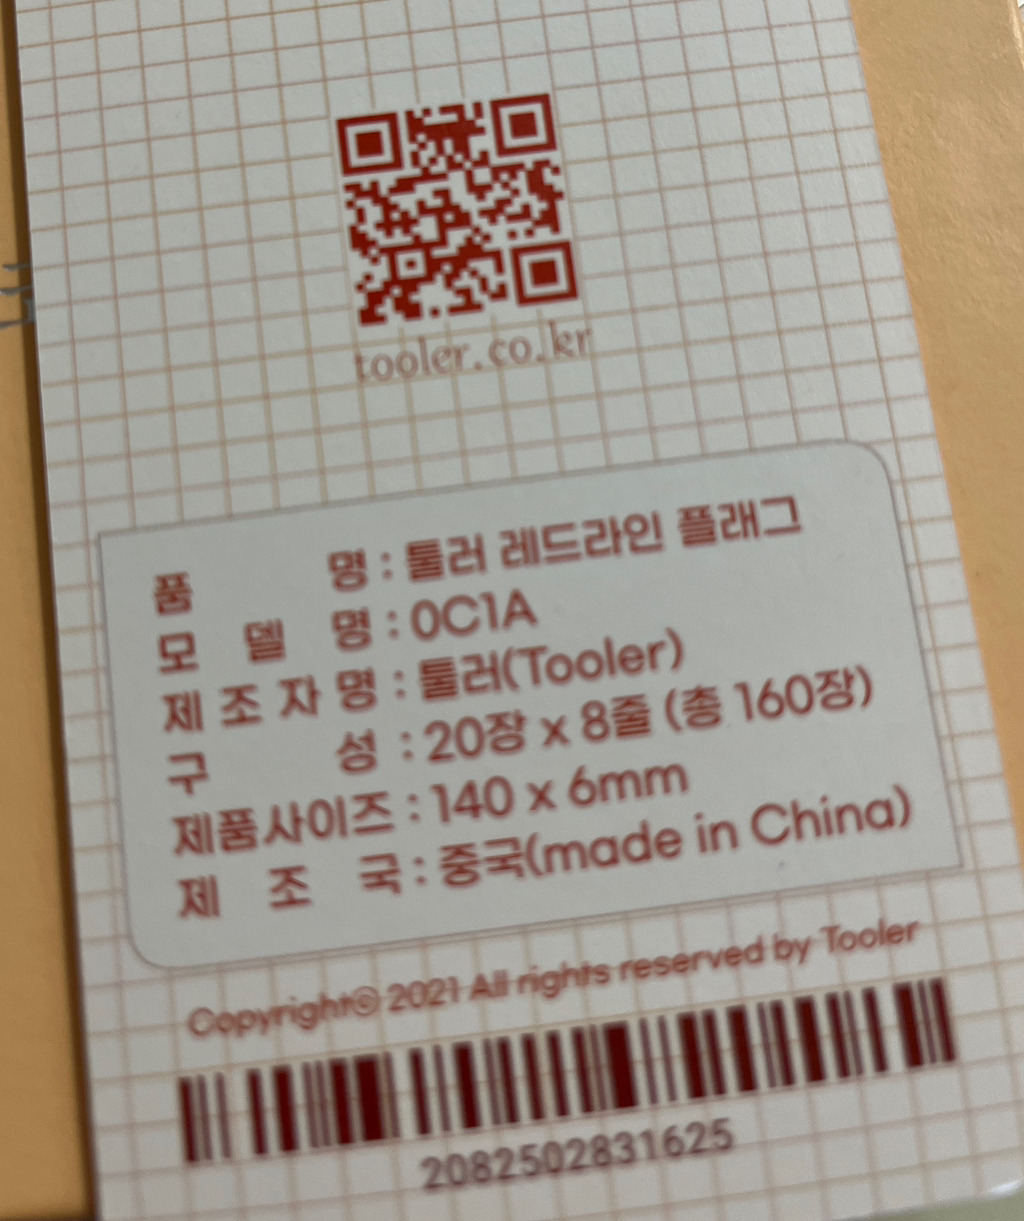 tooler.co.kr
품 명 : 툴러 레드라인 플래그
모 델 명 : 0C1A
제 조 자 명 : 툴러(Tooler)
구 성 : 20장 x 8줄 (총 160장)
제품사이즈 : 140 x 6mm
제 조 국 : 중국(made in China)
Copyright© 2021 All rights reserved by Tooler
2082502831625